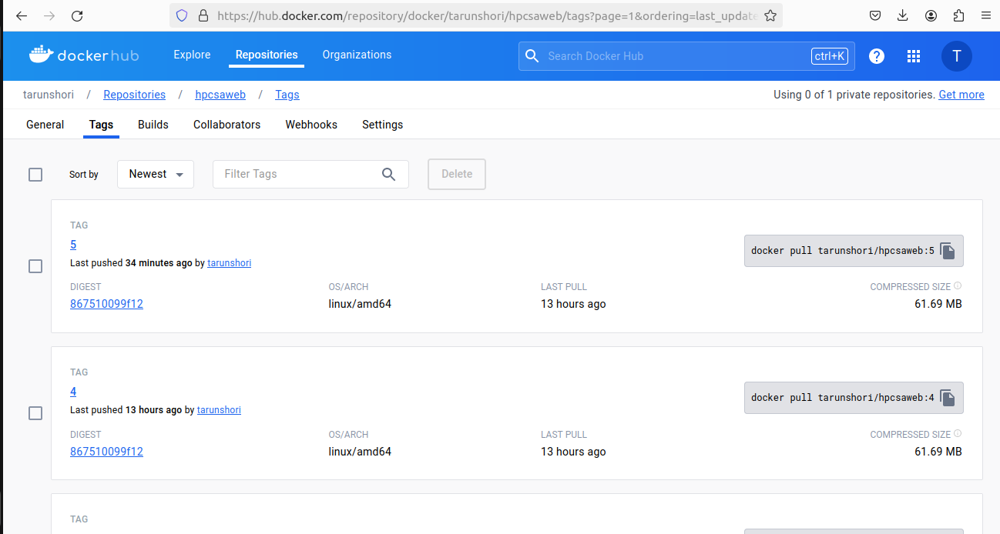 https://hub.docker.com/repository/docker/tarunshori/hpcsaweb/tags?page=1&ordering=last_update
dockerhub Explore Repositories Organizations Search Docker Hub ctrl+K ? T
tarunshori / Repositories / hpcsaweb / Tags Using 0 of 1 private repositories. Get more
General Tags Builds Collaborators Webhooks Settings
Sort by Newest Filter Tags Delete
TAG
5
docker pull tarunshori/hpcsaweb:5
Last pushed 34 minutes ago by tarunshori
DIGEST OS/ARCH LAST PULL COMPRESSED SIZE
867510099f12 linux/amd64 13 hours ago 61.69 MB
TAG
4
docker pull tarunshori/hpcsaweb:4
Last pushed 13 hours ago by tarunshori
DIGEST OS/ARCH LAST PULL COMPRESSED SIZE
867510099f12 linux/amd64 13 hours ago 61.69 MB
TAG